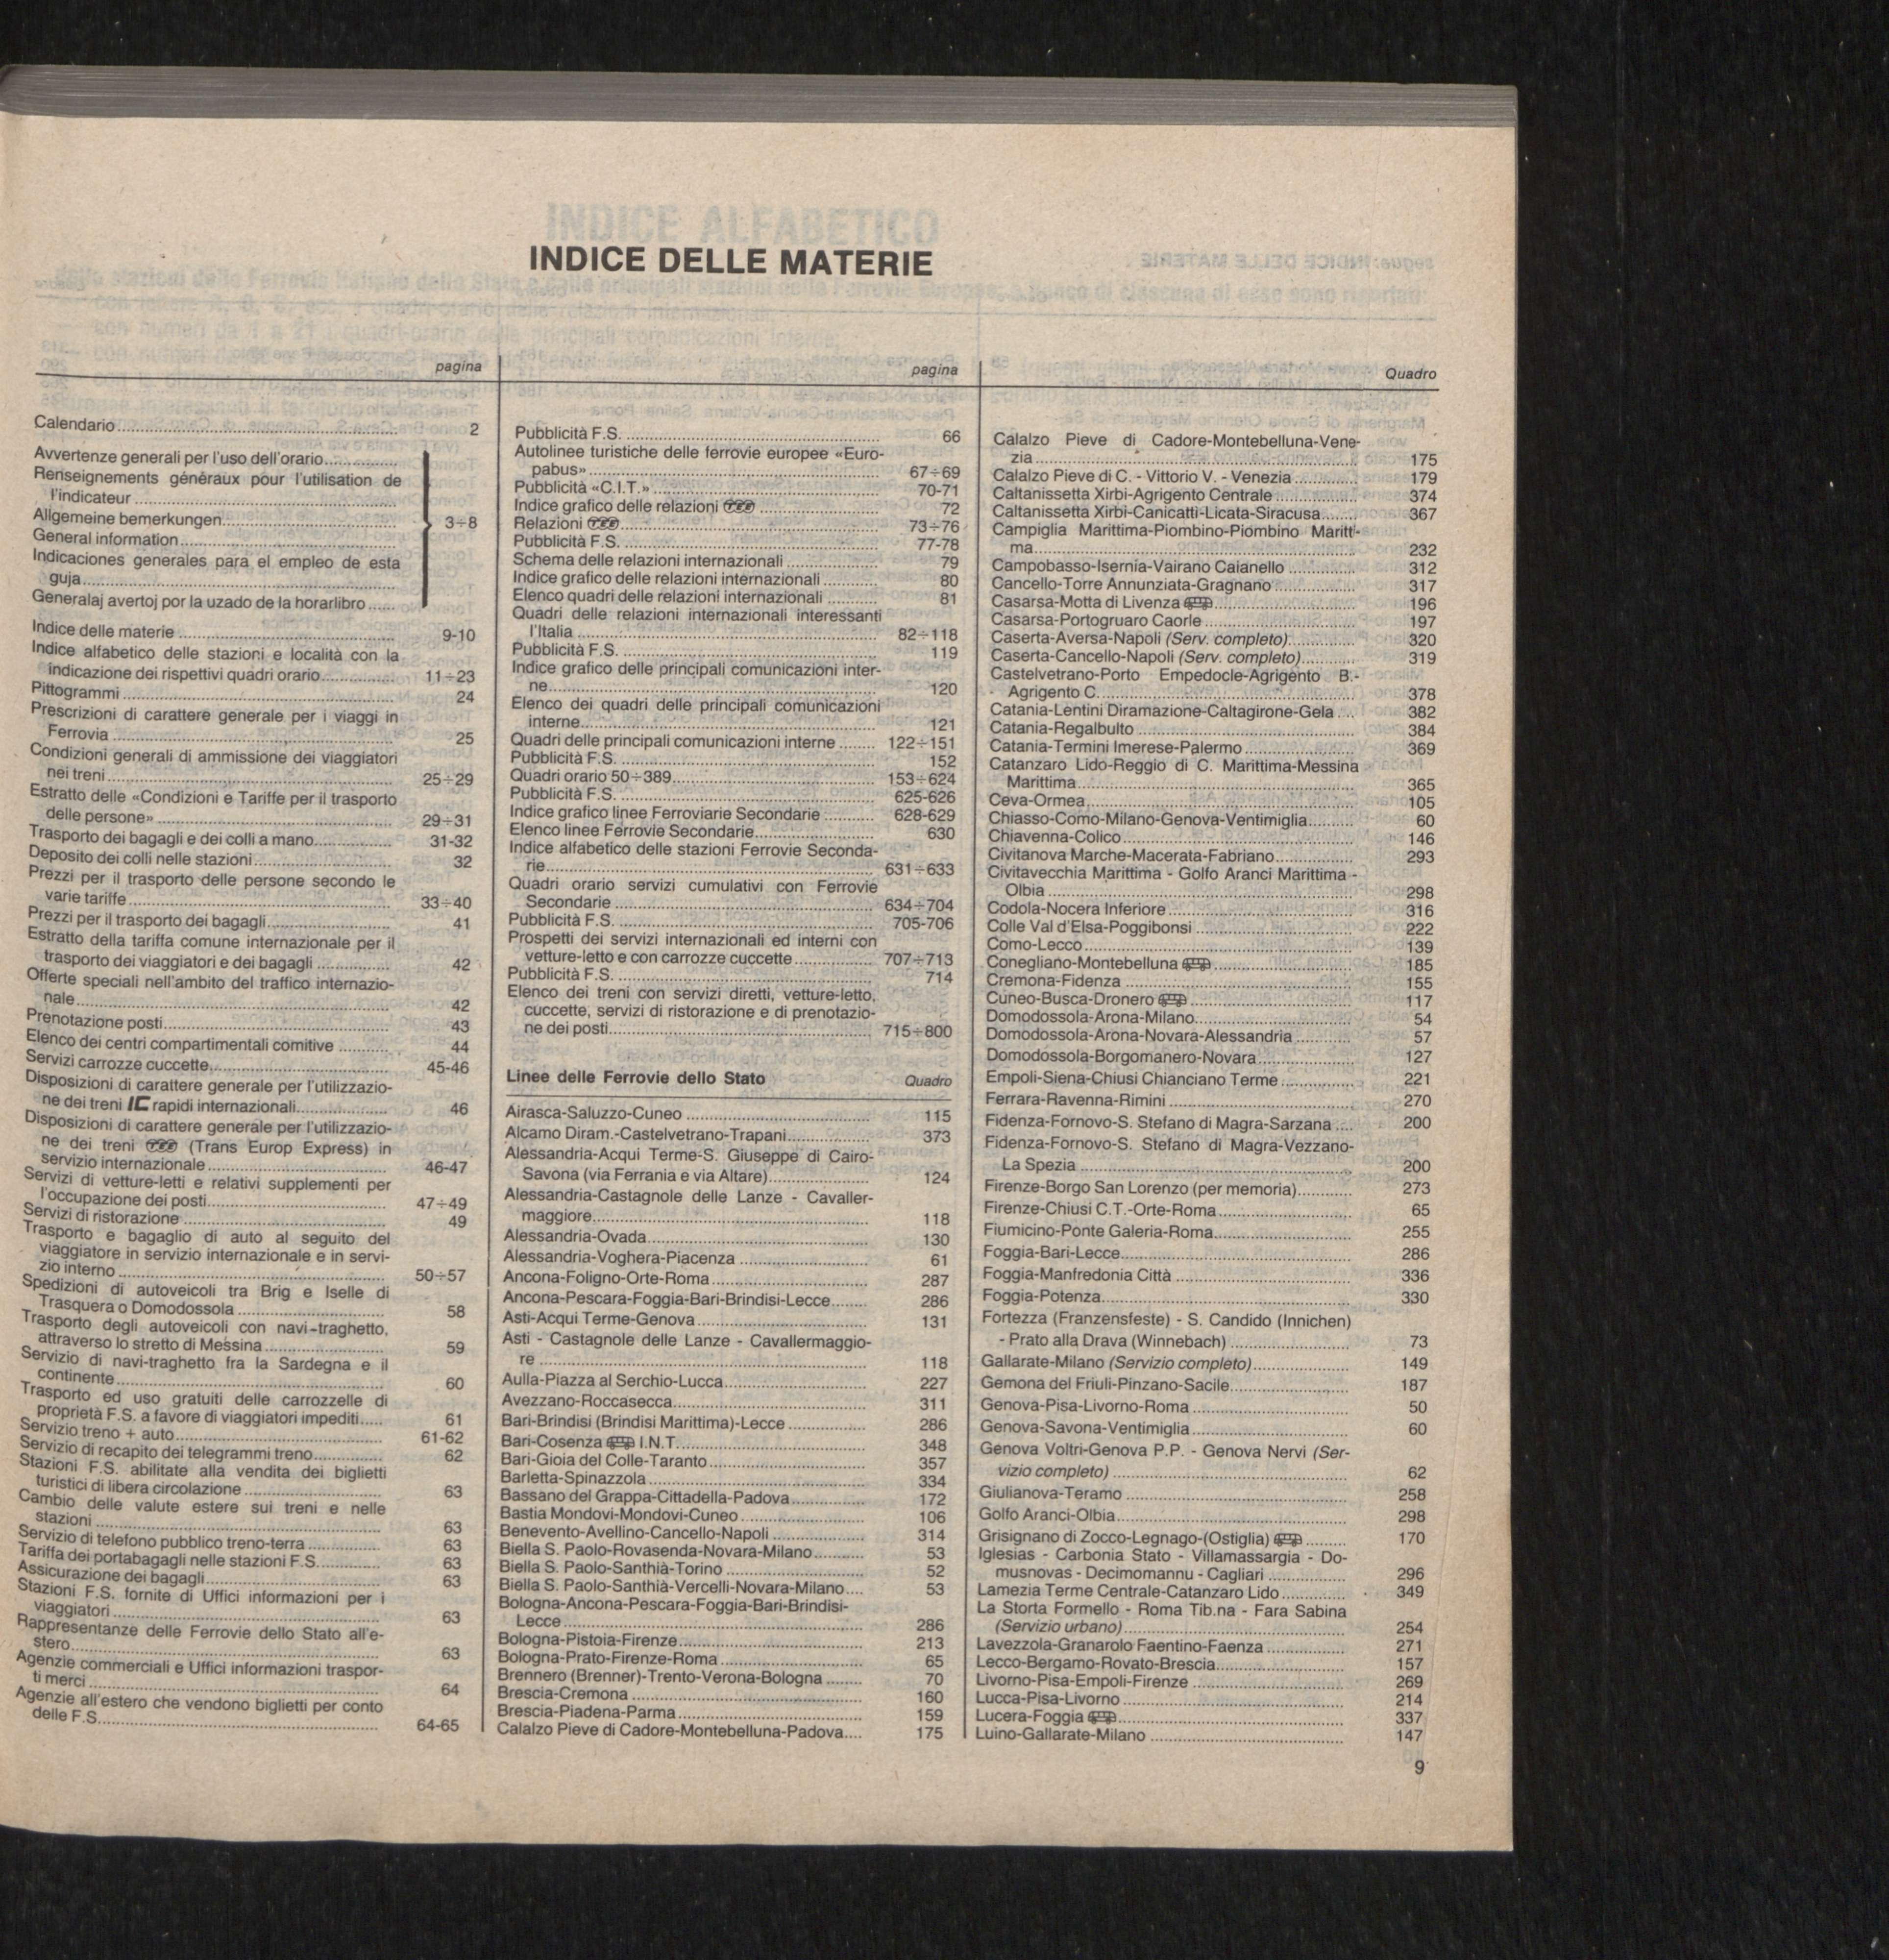 INDICE DELLE MATERIE
pagina
Calendario 2
Avvertenze generali per l'uso dell'orario
Renseignements généraux pour l'utilisation de
l'indicateur
Allgemeine bemerkungen 3÷8
General information
Indicaciones generales para el empleo de esta
guja
Generalaj avertoj por la uzado de la horarlibro
Indice delle materie 9-10
Indice alfabetico delle stazioni e località con la
indicazione dei rispettivi quadri orario 11÷23
Pittogrammi 24
Prescrizioni di carattere generale per i viaggi in
Ferrovia 25
Condizioni generali di ammissione dei viaggiatori
nei treni 25÷29
Estratto delle «Condizioni e Tariffe per il trasporto
delle persone» 29÷31
Trasporto dei bagagli e dei colli a mano 31-32
Deposito dei colli nelle stazioni 32
Prezzi per il trasporto delle persone secondo le
varie tariffe 33÷40
Prezzi per il trasporto dei bagagli 41
Estratto della tariffa comune internazionale per il
trasporto dei viaggiatori e dei bagagli 42
Offerte speciali nell'ambito del traffico internazio-
nale 42
Prenotazione posti 43
Elenco dei centri compartimentali comitive 44
Servizi carrozze cuccette 45-46
Disposizioni di carattere generale per l'utilizzazio-
ne dei treni IC rapidi internazionali 46
Disposizioni di carattere generale per l'utilizzazio-
ne dei treni TEE (Trans Europ Express) in
servizio internazionale 46-47
Servizi di vetture-letti e relativi supplementi per
l'occupazione dei posti 47÷49
Servizi di ristorazione 49
Trasporto e bagaglio di auto al seguito del
viaggiatore in servizio internazionale e in servi-
zio interno 50÷57
Spedizioni di autoveicoli tra Brig e Iselle di
Trasquera o Domodossola 58
Trasporto degli autoveicoli con navi-traghetto,
attraverso lo stretto di Messina 59
Servizio di navi-traghetto fra la Sardegna e il
continente 60
Trasporto ed uso gratuiti delle carrozzelle di
proprietà F.S. a favore di viaggiatori impediti 61
Servizio treno + auto 61-62
Servizio di recapito dei telegrammi treno 62
Stazioni F.S. abilitate alla vendita dei biglietti
turistici di libera circolazione 63
Cambio delle valute estere sui treni e nelle
stazioni 63
Servizio di telefono pubblico treno-terra 63
Tariffa dei portabagagli nelle stazioni F.S. 63
Assicurazione dei bagagli 63
Stazioni F.S. fornite di Uffici informazioni per i
viaggiatori 63
Rappresentanze delle Ferrovie dello Stato all'e-
stero 63
Agenzie commerciali e Uffici informazioni traspor-
ti merci 64
Agenzie all'estero che vendono biglietti per conto
delle F.S. 64-65
pagina
Pubblicità F.S. 66
Autolinee turistiche delle ferrovie europee «Euro-
pabus» 67÷69
Pubblicità «C.I.T.» 70-71
Indice grafico delle relazioni TEE 72
Relazioni TEE 73÷76
Pubblicità F.S. 77-78
Schema delle relazioni internazionali 79
Indice grafico delle relazioni internazionali 80
Elenco quadri delle relazioni internazionali 81
Quadri delle relazioni internazionali interessanti
l'Italia 82÷118
Pubblicità F.S. 119
Indice grafico delle principali comunicazioni inter-
ne 120
Elenco dei quadri delle principali comunicazioni
interne 121
Quadri delle principali comunicazioni interne 122÷151
Pubblicità F.S. 152
Quadri orario 50÷389 153÷624
Pubblicità F.S. 625-626
Indice grafico linee Ferroviarie Secondarie 628-629
Elenco linee Ferrovie Secondarie 630
Indice alfabetico delle stazioni Ferrovie Seconda-
rie 631÷633
Quadri orario servizi cumulativi con Ferrovie
Secondarie 634÷704
Pubblicità F.S. 705-706
Prospetti dei servizi internazionali ed interni con
vetture-letto e con carrozze cuccette 707÷713
Pubblicità F.S. 714
Elenco dei treni con servizi diretti, vetture-letto,
cuccette, servizi di ristorazione e di prenotazio-
ne dei posti 715÷800
Linee delle Ferrovie dello Stato Quadro
Airasca-Saluzzo-Cuneo 115
Alcamo Diram.-Castelvetrano-Trapani 373
Alessandria-Acqui Terme-S. Giuseppe di Cairo-
Savona (via Ferrania e via Altare) 124
Alessandria-Castagnole delle Lanze - Cavaller-
maggiore 118
Alessandria-Ovada 130
Alessandria-Voghera-Piacenza 61
Ancona-Foligno-Orte-Roma 287
Ancona-Pescara-Foggia-Bari-Brindisi-Lecce 286
Asti-Acqui Terme-Genova 131
Asti - Castagnole delle Lanze - Cavallermaggio-
re 118
Aulla-Piazza al Serchio-Lucca 227
Avezzano-Roccasecca 311
Bari-Brindisi (Brindisi Marittima)-Lecce 286
Bari-Cosenza I.N.T. 348
Bari-Gioia del Colle-Taranto 357
Barletta-Spinazzola 334
Bassano del Grappa-Cittadella-Padova 172
Bastia Mondovì-Mondovì-Cuneo 106
Benevento-Avellino-Cancello-Napoli 314
Biella S. Paolo-Rovasenda-Novara-Milano 53
Biella S. Paolo-Santhià-Torino 52
Biella S. Paolo-Santhià-Vercelli-Novara-Milano 53
Bologna-Ancona-Pescara-Foggia-Bari-Brindisi-
Lecce 286
Bologna-Pistoia-Firenze 213
Bologna-Prato-Firenze-Roma 65
Brennero (Brenner)-Trento-Verona-Bologna 70
Brescia-Cremona 160
Brescia-Piadena-Parma 159
Calalzo Pieve di Cadore-Montebelluna-Padova 175
Quadro
Calalzo Pieve di Cadore-Montebelluna-Vene-
zia 175
Calalzo Pieve di C. - Vittorio V. - Venezia 179
Caltanissetta Xirbi-Agrigento Centrale 374
Caltanissetta Xirbi-Canicattì-Licata-Siracusa 367
Campiglia Marittima-Piombino-Piombino Maritti-
ma 232
Campobasso-Isernia-Vairano Caianello 312
Cancello-Torre Annunziata-Gragnano 317
Casarsa-Motta di Livenza 196
Casarsa-Portogruaro Caorle 197
Caserta-Aversa-Napoli (Serv. completo) 320
Caserta-Cancello-Napoli (Serv. completo) 319
Castelvetrano-Porto Empedocle-Agrigento B.-
Agrigento C. 378
Catania-Lentini Diramazione-Caltagirone-Gela 382
Catania-Regalbuto 384
Catania-Termini Imerese-Palermo 369
Catanzaro Lido-Reggio di C. Marittima-Messina
Marittima 365
Ceva-Ormea 105
Chiasso-Como-Milano-Genova-Ventimiglia 60
Chiavenna-Colico 146
Civitanova Marche-Macerata-Fabriano 293
Civitavecchia Marittima - Golfo Aranci Marittima -
Olbia 298
Codola-Nocera Inferiore 316
Colle Val d'Elsa-Poggibonsi 222
Como-Lecco 139
Conegliano-Montebelluna 185
Cremona-Fidenza 155
Cuneo-Busca-Dronero 117
Domodossola-Arona-Milano 54
Domodossola-Arona-Novara-Alessandria 57
Domodossola-Borgomanero-Novara 127
Empoli-Siena-Chiusi Chianciano Terme 221
Ferrara-Ravenna-Rimini 270
Fidenza-Fornovo-S. Stefano di Magra-Sarzana 200
Fidenza-Fornovo-S. Stefano di Magra-Vezzano-
La Spezia 200
Firenze-Borgo San Lorenzo (per memoria) 273
Firenze-Chiusi C.T.-Orte-Roma 65
Fiumicino-Ponte Galeria-Roma 255
Foggia-Bari-Lecce 286
Foggia-Manfredonia Città 336
Foggia-Potenza 330
Fortezza (Franzensfeste) - S. Candido (Innichen)
- Prato alla Drava (Winnebach) 73
Gallarate-Milano (Servizio completo) 149
Gemona del Friuli-Pinzano-Sacile 187
Genova-Pisa-Livorno-Roma 50
Genova-Savona-Ventimiglia 60
Genova Voltri-Genova P.P. - Genova Nervi (Ser-
vizio completo) 62
Giulianova-Teramo 258
Golfo Aranci-Olbia 298
Grisignano di Zocco-Legnago-(Ostiglia) 170
Iglesias - Carbonia Stato - Villamassargia - Do-
musnovas - Decimomannu - Cagliari 296
Lamezia Terme Centrale-Catanzaro Lido 349
La Storta Formello - Roma Tib.na - Fara Sabina
(Servizio urbano) 254
Lavezzola-Granarolo Faentino-Faenza 271
Lecco-Bergamo-Rovato-Brescia 157
Livorno-Pisa-Empoli-Firenze 269
Lucca-Pisa-Livorno 214
Lucera-Foggia 337
Luino-Gallarate-Milano 147
9